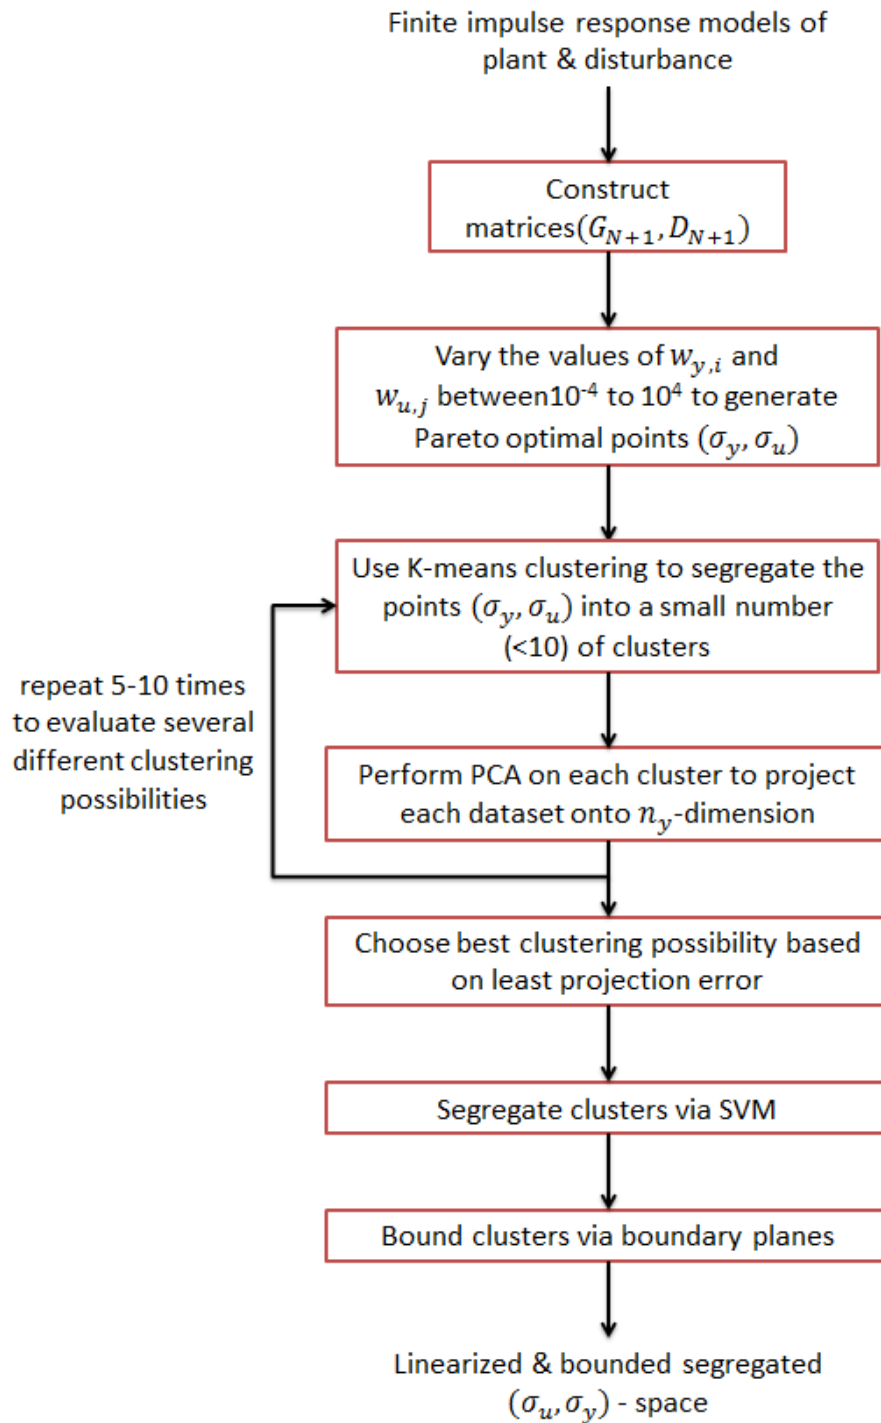 Finite impulse response models of
plant & disturbance
Construct
matrices(G_{N+1}, D_{N+1})
Vary the values of w_{y,i} and
w_{u,j} between10^{-4} to 10^{4} to generate
Pareto optimal points (σ_y, σ_u)
Use K-means clustering to segregate the
points (σ_y, σ_u) into a small number
(<10) of clusters
repeat 5-10 times
to evaluate several
different clustering
possibilities
Perform PCA on each cluster to project
each dataset onto n_y-dimension
Choose best clustering possibility based
on least projection error
Segregate clusters via SVM
Bound clusters via boundary planes
Linearized & bounded segregated
(σ_u, σ_y) - space